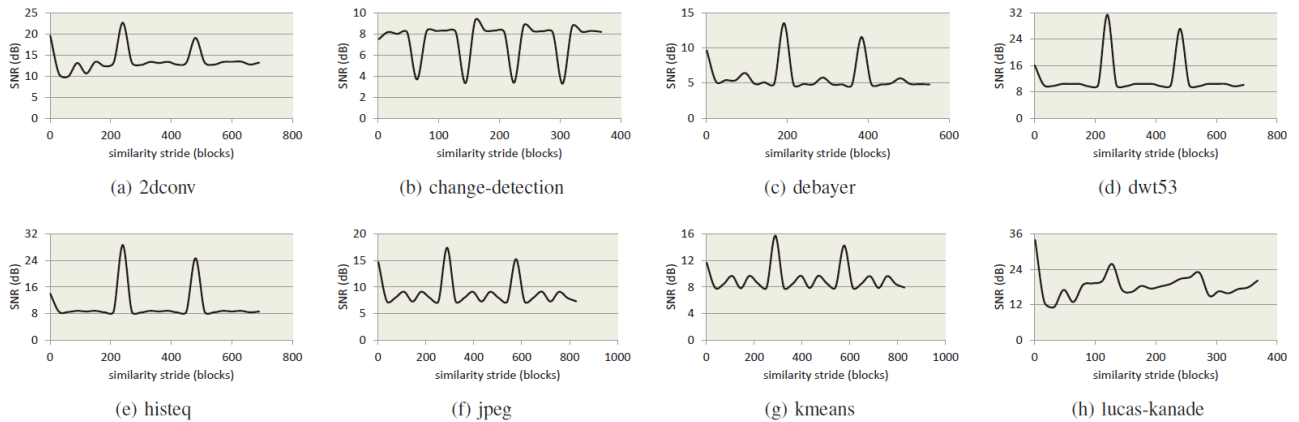 SNR (dB)
25
20
15
10
5
0
0 200 400 600 800
similarity stride (blocks)
(a) 2dconv
SNR (dB)
10
8
6
4
2
0
0 100 200 300 400
similarity stride (blocks)
(b) change-detection
SNR (dB)
15
10
5
0
0 200 400 600
similarity stride (blocks)
(c) debayer
SNR (dB)
32
24
16
8
0
0 200 400 600 800
similarity stride (blocks)
(d) dwt53
SNR (dB)
32
24
16
8
0
0 200 400 600 800
similarity stride (blocks)
(e) histeq
SNR (dB)
20
15
10
5
0
0 200 400 600 800 1000
similarity stride (blocks)
(f) jpeg
SNR (dB)
16
12
8
4
0
0 200 400 600 800 1000
similarity stride (blocks)
(g) kmeans
SNR (dB)
36
24
12
0
0 100 200 300 400
similarity stride (blocks)
(h) lucas-kanade